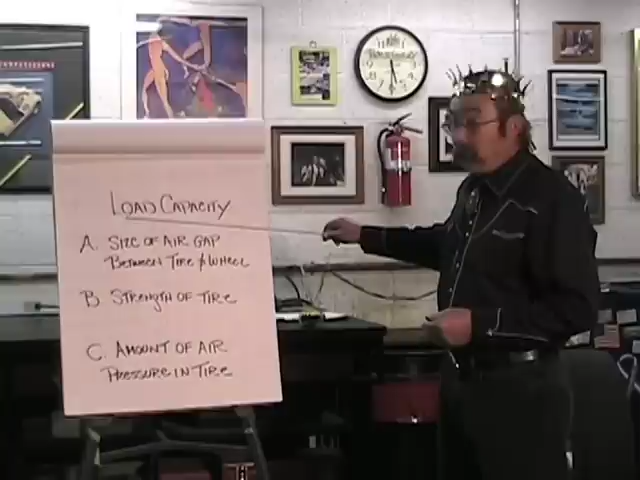 LOAD CAPACITY
A. SIZE OF AIR GAP
BETWEEN TIRE & WHEEL
B STRENGTH OF TIRE
C. AMOUNT OF AIR
PRESSURE IN TIRE